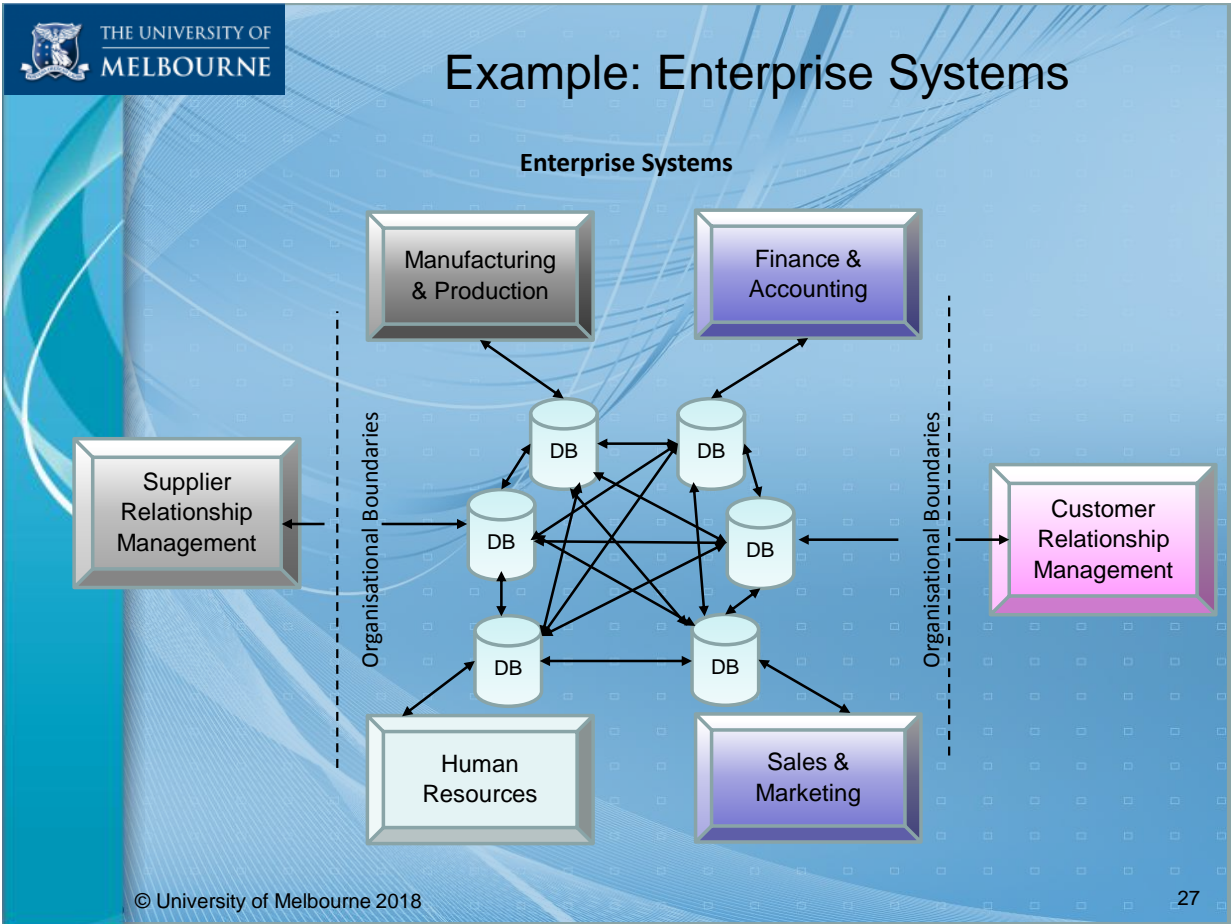 THE UNIVERSITY OF
MELBOURNE
Example: Enterprise Systems
Enterprise Systems
Manufacturing
& Production
Finance &
Accounting
Supplier
Relationship
Management
Organisational Boundaries
DB
DB
DB
DB
DB
DB
Organisational Boundaries
Customer
Relationship
Management
Human
Resources
Sales &
Marketing
© University of Melbourne 2018
27